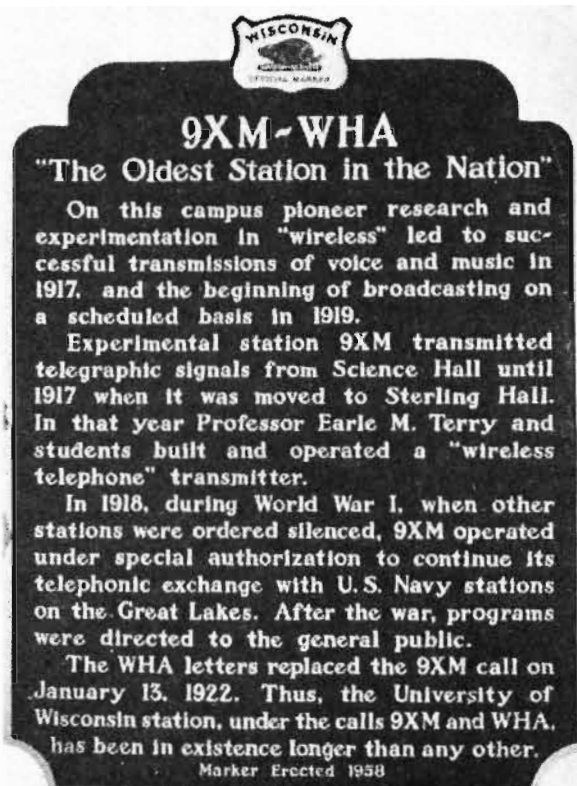 WISCONSIN
OFFICIAL MARKER
9XM~WHA
"The Oldest Station in the Nation"
On this campus pioneer research and
experimentation in "wireless" led to suc-
cessful transmissions of voice and music in
1917, and the beginning of broadcasting on
a scheduled basis in 1919.
Experimental station 9XM transmitted
telegraphic signals from Science Hall until
1917 when it was moved to Sterling Hall.
In that year Professor Earle M. Terry and
students built and operated a "wireless
telephone" transmitter.
In 1918, during World War I, when other
stations were ordered silenced, 9XM operated
under special authorization to continue its
telephonic exchange with U.S. Navy stations
on the Great Lakes. After the war, programs
were directed to the general public.
The WHA letters replaced the 9XM call on
January 13, 1922. Thus, the University of
Wisconsin station, under the calls 9XM and WHA,
has been in existence longer than any other.
Marker Erected 1958